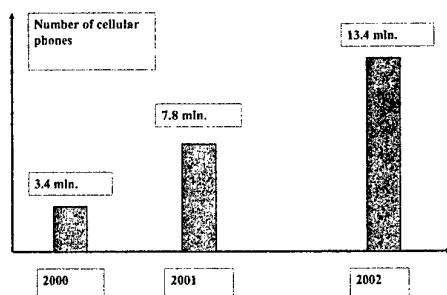 Number of cellular
phones
13.4 mln.
7.8 mln.
3.4 mln.
2000
2001
2002